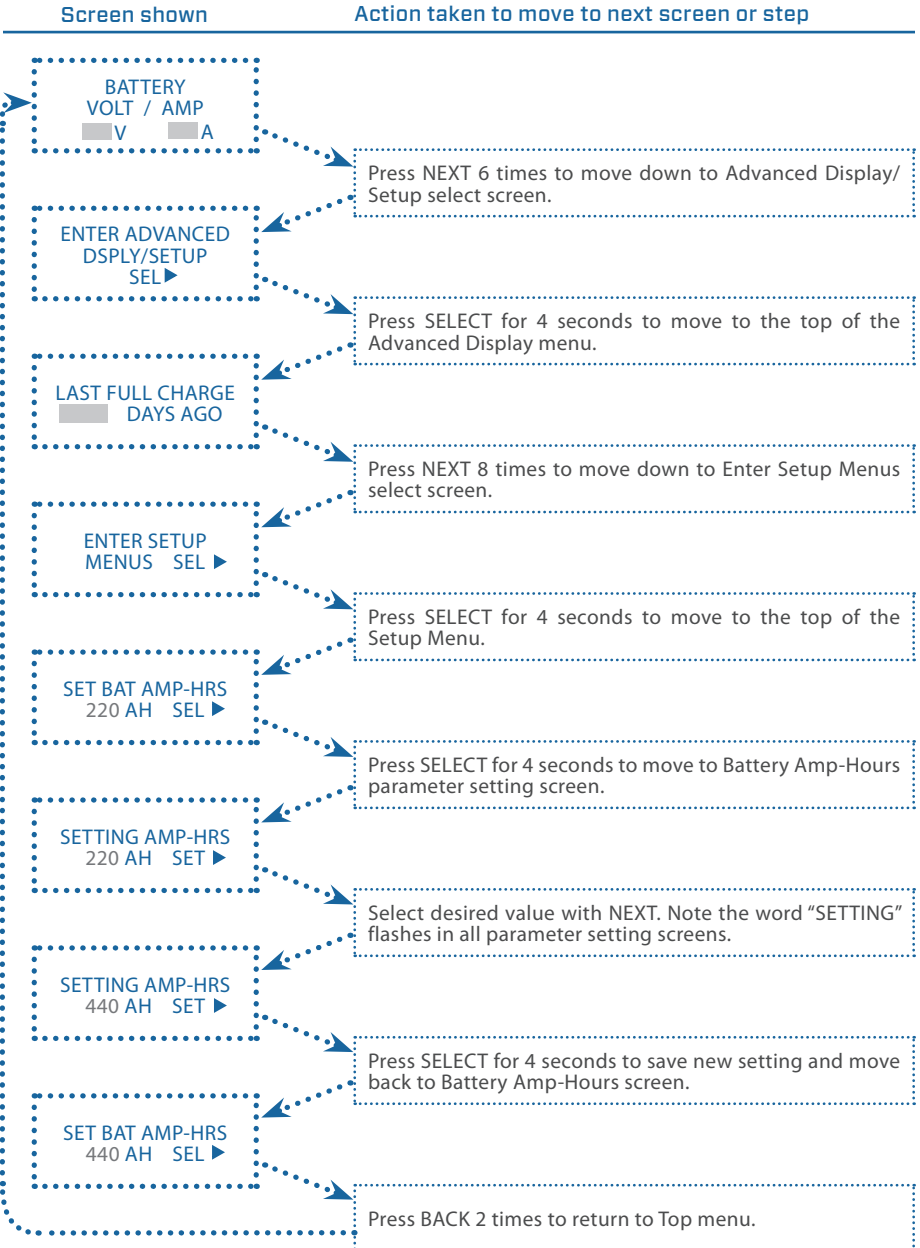 Screen shown
Action taken to move to next screen or step
BATTERY
VOLT / AMP
V A
Press NEXT 6 times to move down to Advanced Display/
Setup select screen.
ENTER ADVANCED
DSPLY/SETUP
SEL▶
Press SELECT for 4 seconds to move to the top of the
Advanced Display menu.
LAST FULL CHARGE
DAYS AGO
Press NEXT 8 times to move down to Enter Setup Menus
select screen.
ENTER SETUP
MENUS SEL ▶
Press SELECT for 4 seconds to move to the top of the
Setup Menu.
SET BAT AMP-HRS
220 AH SEL ▶
Press SELECT for 4 seconds to move to Battery Amp-Hours
parameter setting screen.
SETTING AMP-HRS
220 AH SET ▶
Select desired value with NEXT. Note the word “SETTING”
flashes in all parameter setting screens.
SETTING AMP-HRS
440 AH SET ▶
Press SELECT for 4 seconds to save new setting and move
back to Battery Amp-Hours screen.
SET BAT AMP-HRS
440 AH SEL ▶
Press BACK 2 times to return to Top menu.